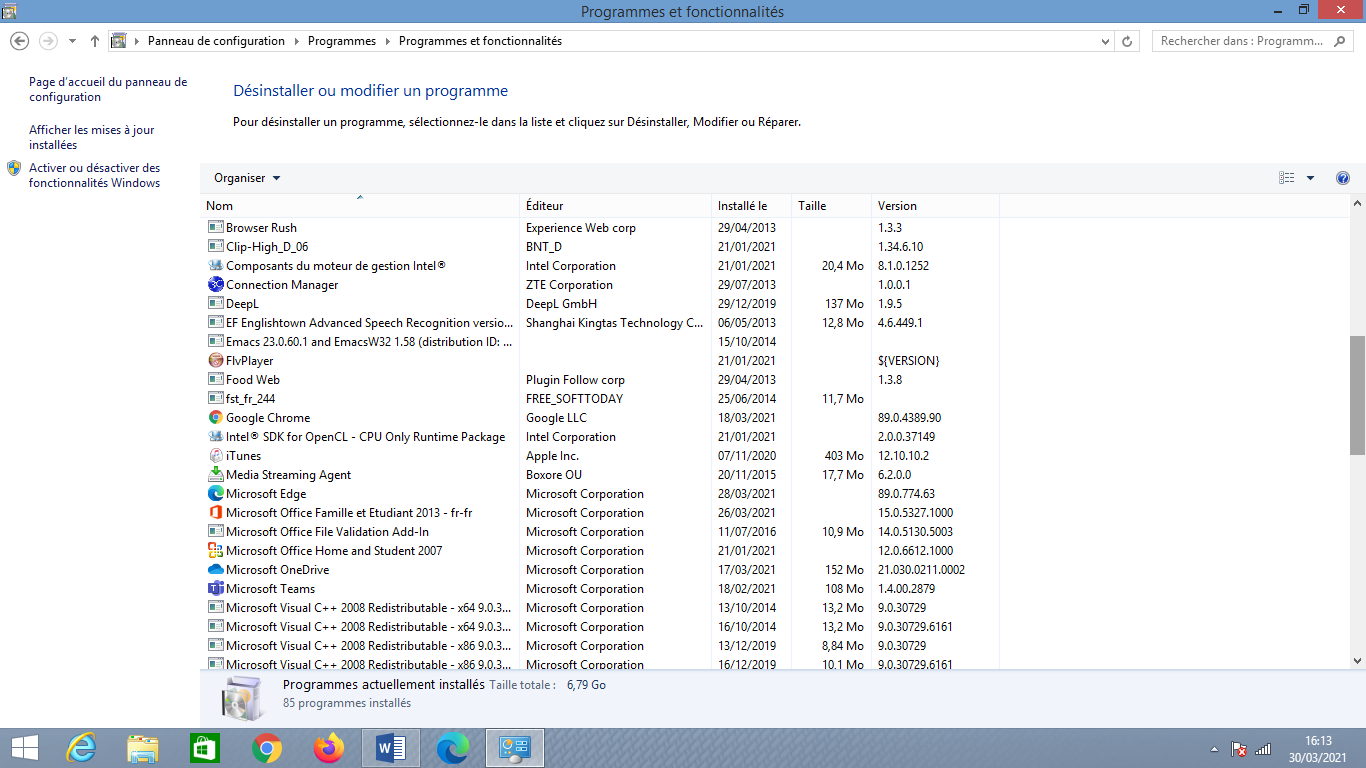 Programmes et fonctionnalités
Panneau de configuration Programmes Programmes et fonctionnalités
Rechercher dans : Programm...
Page d'accueil du panneau de
configuration
Afficher les mises à jour
installées
Activer ou désactiver des
fonctionnalités Windows
Désinstaller ou modifier un programme
Pour désinstaller un programme, sélectionnez-le dans la liste et cliquez sur Désinstaller, Modifier ou Réparer.
Organiser
Nom Éditeur Installé le Taille Version
Browser Rush Experience Web corp 29/04/2013 1.3.3
Clip-High_D_06 BNT_D 21/01/2021 1.34.6.10
Composants du moteur de gestion Intel® Intel Corporation 21/01/2021 20,4 Mo 8.1.0.1252
Connection Manager ZTE Corporation 29/07/2013 1.0.0.1
DeepL DeepL GmbH 29/12/2019 137 Mo 1.9.5
EF Englishtown Advanced Speech Recognition versio... Shanghai Kingtas Technology C... 06/05/2013 12,8 Mo 4.6.449.1
Emacs 23.0.60.1 and EmacsW32 1.58 (distribution ID: ... 15/10/2014
FlvPlayer 21/01/2021 ${VERSION}
Food Web Plugin Follow corp 29/04/2013 1.3.8
fst_fr_244 FREE_SOFTTODAY 25/06/2014 11,7 Mo
Google Chrome Google LLC 18/03/2021 89.0.4389.90
Intel® SDK for OpenCL - CPU Only Runtime Package Intel Corporation 21/01/2021 2.0.0.37149
iTunes Apple Inc. 07/11/2020 403 Mo 12.10.10.2
Media Streaming Agent Boxore OU 20/11/2015 17,7 Mo 6.2.0.0
Microsoft Edge Microsoft Corporation 28/03/2021 89.0.774.63
Microsoft Office Famille et Etudiant 2013 - fr-fr Microsoft Corporation 26/03/2021 15.0.5327.1000
Microsoft Office File Validation Add-In Microsoft Corporation 11/07/2016 10,9 Mo 14.0.5130.5003
Microsoft Office Home and Student 2007 Microsoft Corporation 21/01/2021 12.0.6612.1000
Microsoft OneDrive Microsoft Corporation 17/03/2021 152 Mo 21.030.0211.0002
Microsoft Teams Microsoft Corporation 18/02/2021 108 Mo 1.4.00.2879
Microsoft Visual C++ 2008 Redistributable - x64 9.0.3... Microsoft Corporation 13/10/2014 13,2 Mo 9.0.30729
Microsoft Visual C++ 2008 Redistributable - x64 9.0.3... Microsoft Corporation 16/10/2014 13,2 Mo 9.0.30729.6161
Microsoft Visual C++ 2008 Redistributable - x86 9.0.3... Microsoft Corporation 13/12/2019 8,84 Mo 9.0.30729
Microsoft Visual C++ 2008 Redistributable - x86 9.0.3... Microsoft Corporation 16/12/2019 10,1 Mo 9.0.30729.6161
Programmes actuellement installés Taille totale : 6,79 Go
85 programmes installés
16:13
30/03/2021